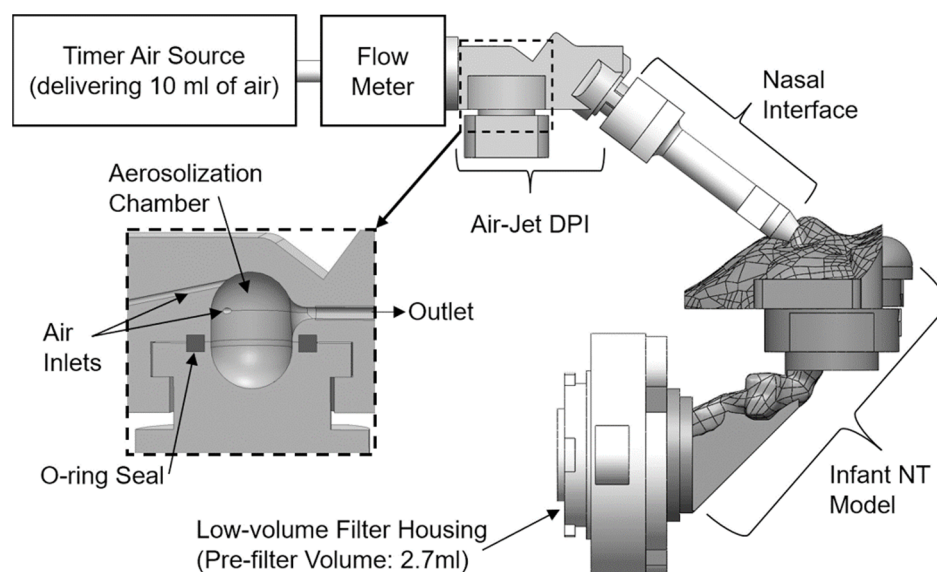 Timer Air Source
(delivering 10 ml of air)
Flow
Meter
Nasal
Interface
Aerosolization
Chamber
Air-Jet DPI
Outlet
Air
Inlets
O-ring Seal
Infant NT
Model
Low-volume Filter Housing
(Pre-filter Volume: 2.7ml)